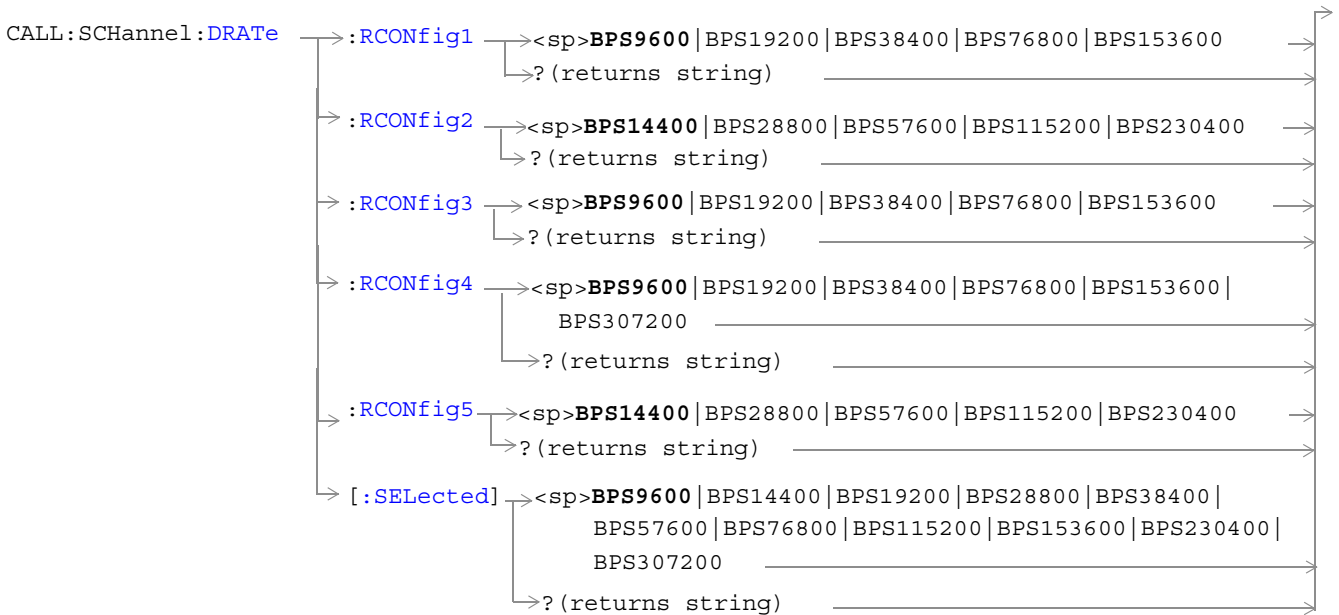 CALL:SCHannel:DRATe :RCONfig1 <sp>BPS9600|BPS19200|BPS38400|BPS76800|BPS153600
?(returns string)
:RCONfig2 <sp>BPS14400|BPS28800|BPS57600|BPS115200|BPS230400
?(returns string)
:RCONfig3 <sp>BPS9600|BPS19200|BPS38400|BPS76800|BPS153600
?(returns string)
:RCONfig4 <sp>BPS9600|BPS19200|BPS38400|BPS76800|BPS153600|
BPS307200
?(returns string)
:RCONfig5 <sp>BPS14400|BPS28800|BPS57600|BPS115200|BPS230400
?(returns string)
[:SELected] <sp>BPS9600|BPS14400|BPS19200|BPS28800|BPS38400|
BPS57600|BPS76800|BPS115200|BPS153600|BPS230400|
BPS307200
?(returns string)